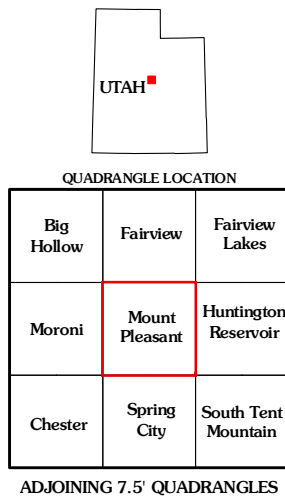 UTAH
QUADRANGLE LOCATION
Big
Hollow
Fairview
Fairview
Lakes
Moroni
Mount
Pleasant
Huntington
Reservoir
Chester
Spring
City
South Tent
Mountain
ADJOINING 7.5' QUADRANGLES